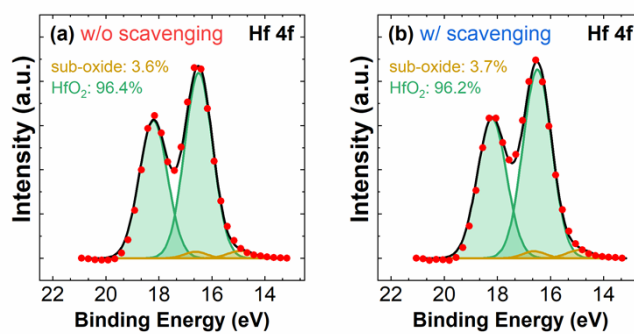 (a) w/o scavenging Hf 4f
sub-oxide: 3.6%
HfO₂: 96.4%
Intensity (a.u.)
22 20 18 16 14
Binding Energy (eV)
(b) w/ scavenging Hf 4f
sub-oxide: 3.7%
HfO₂: 96.2%
Intensity (a.u.)
22 20 18 16 14
Binding Energy (eV)